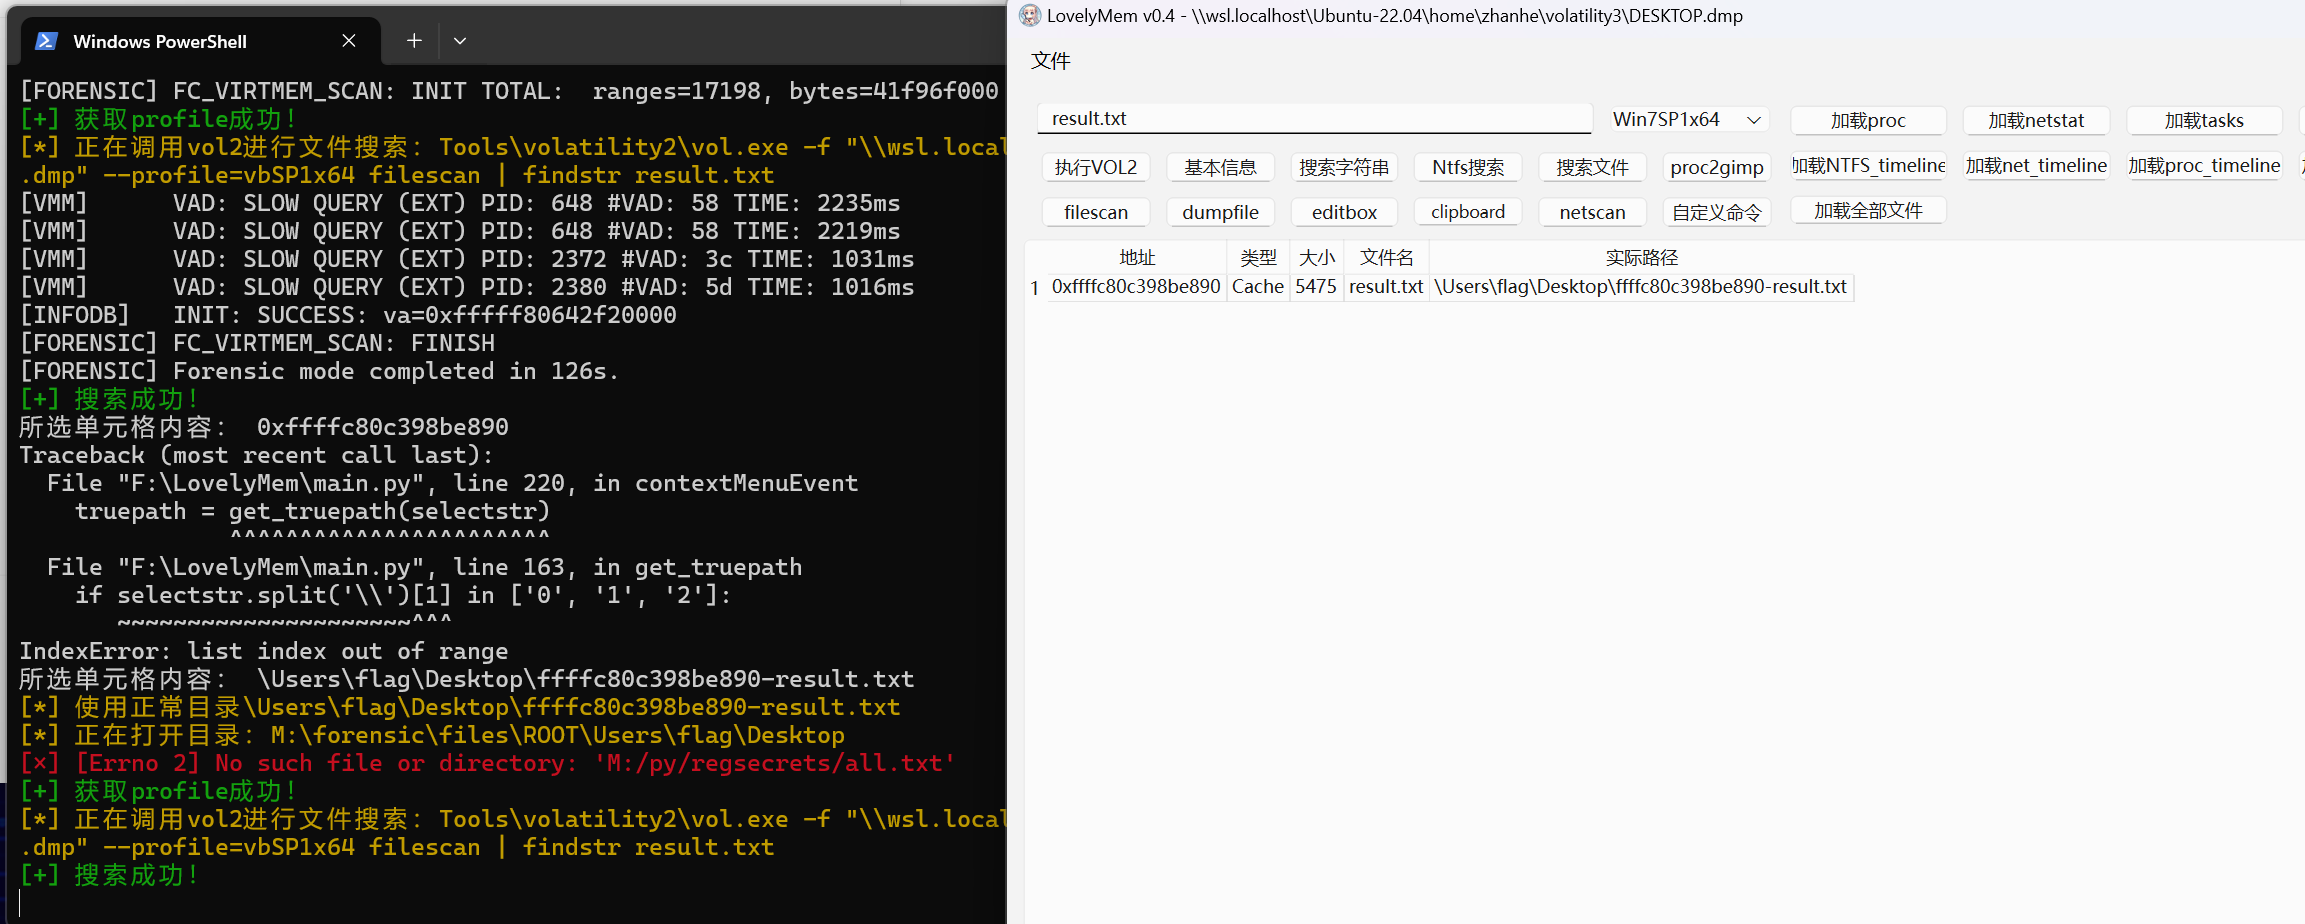 Windows PowerShell
[FORENSIC] FC_VIRTMEM_SCAN: INIT TOTAL:  ranges=17198, bytes=41f96f000
[+] 获取profile成功!
[*] 正在调用vol2进行文件搜索: Tools\volatility2\vol.exe -f "\\wsl.local
.dmp" --profile=vbSP1x64 filescan | findstr result.txt
[VMM]      VAD: SLOW QUERY (EXT) PID: 648 #VAD: 58 TIME: 2235ms
[VMM]      VAD: SLOW QUERY (EXT) PID: 648 #VAD: 58 TIME: 2219ms
[VMM]      VAD: SLOW QUERY (EXT) PID: 2372 #VAD: 3c TIME: 1031ms
[VMM]      VAD: SLOW QUERY (EXT) PID: 2380 #VAD: 5d TIME: 1016ms
[INFODB]   INIT: SUCCESS: va=0xfffff80642f20000
[FORENSIC] FC_VIRTMEM_SCAN: FINISH
[FORENSIC] Forensic mode completed in 126s.
[+] 搜索成功!
所选单元格内容:  0xffffc80c398be890
Traceback (most recent call last):
  File "F:\LovelyMem\main.py", line 220, in contextMenuEvent
    truepath = get_truepath(selectstr)
               ^^^^^^^^^^^^^^^^^^^^^^^
  File "F:\LovelyMem\main.py", line 163, in get_truepath
    if selectstr.split('\\')[1] in ['0', '1', '2']:
       ~~~~~~~~~~~~~~~~~~~~~^^^
IndexError: list index out of range
所选单元格内容:  \Users\flag\Desktop\ffffc80c398be890-result.txt
[*] 使用正常目录\Users\flag\Desktop\ffffc80c398be890-result.txt
[*] 正在打开目录: M:\forensic\files\ROOT\Users\flag\Desktop
[×] [Errno 2] No such file or directory: 'M:/py/regsecrets/all.txt'
[+] 获取profile成功!
[*] 正在调用vol2进行文件搜索: Tools\volatility2\vol.exe -f "\\wsl.local
.dmp" --profile=vbSP1x64 filescan | findstr result.txt
[+] 搜索成功!
LovelyMem v0.4 - \\wsl.localhost\Ubuntu-22.04\home\zhanhe\volatility3\DESKTOP.dmp
文件
result.txt Win7SP1x64 加载proc 加载netstat 加载tasks
执行VOL2 基本信息 搜索字符串 Ntfs搜索 搜索文件 proc2gimp 加载NTFS_timeline 加载net_timeline 加载proc_timeline
filescan dumpfile editbox clipboard netscan 自定义命令 加载全部文件
地址 类型 大小 文件名 实际路径
1 0xffffc80c398be890 Cache 5475 result.txt \Users\flag\Desktop\ffffc80c398be890-result.txt